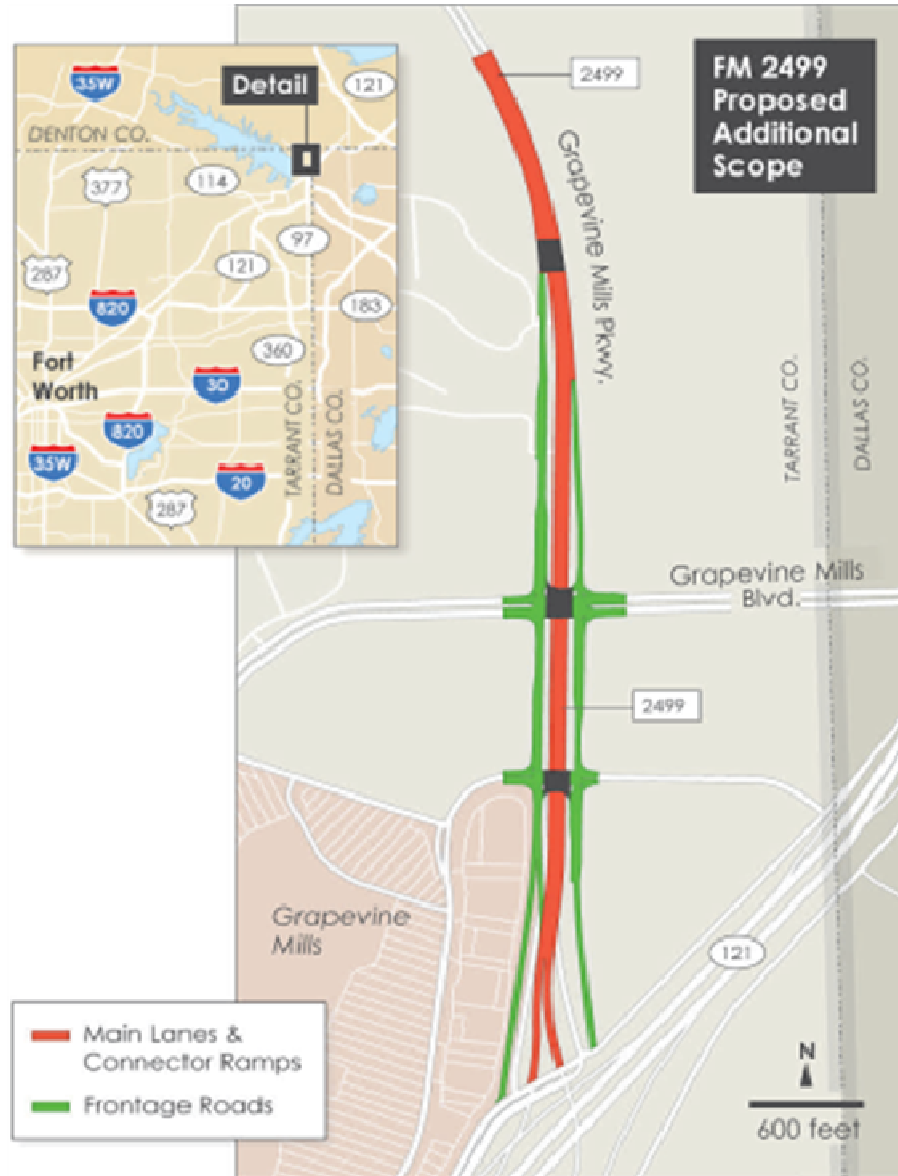 FM 2499
Proposed
Additional
Scope
2499
Grapevine Mills Pkwy.
Detail
35W
121
DENTON CO.
377
114
97
121
287
183
820
360
Fort
Worth
30
820
35W
20
287
TARRANT CO.
DALLAS CO.
TARRANT CO.
DALLAS CO.
Grapevine Mills
Blvd.
2499
Grapevine
Mills
121
Main Lanes &
Connector Ramps
Frontage Roads
N
600 feet